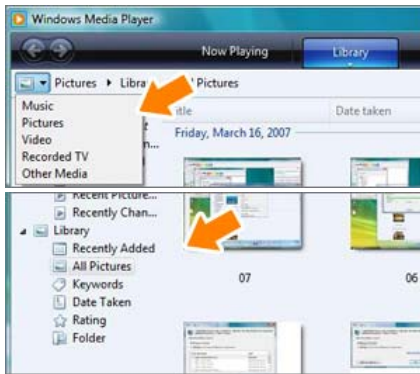 Windows Media Player
Now Playing
Library
Pictures
Pictures
Music
Pictures
Video
Recorded TV
Other Media
Date taken
Friday, March 16, 2007
Recently Chan...
Library
Recently Added
All Pictures
Keywords
Date Taken
Rating
Folder
07
06